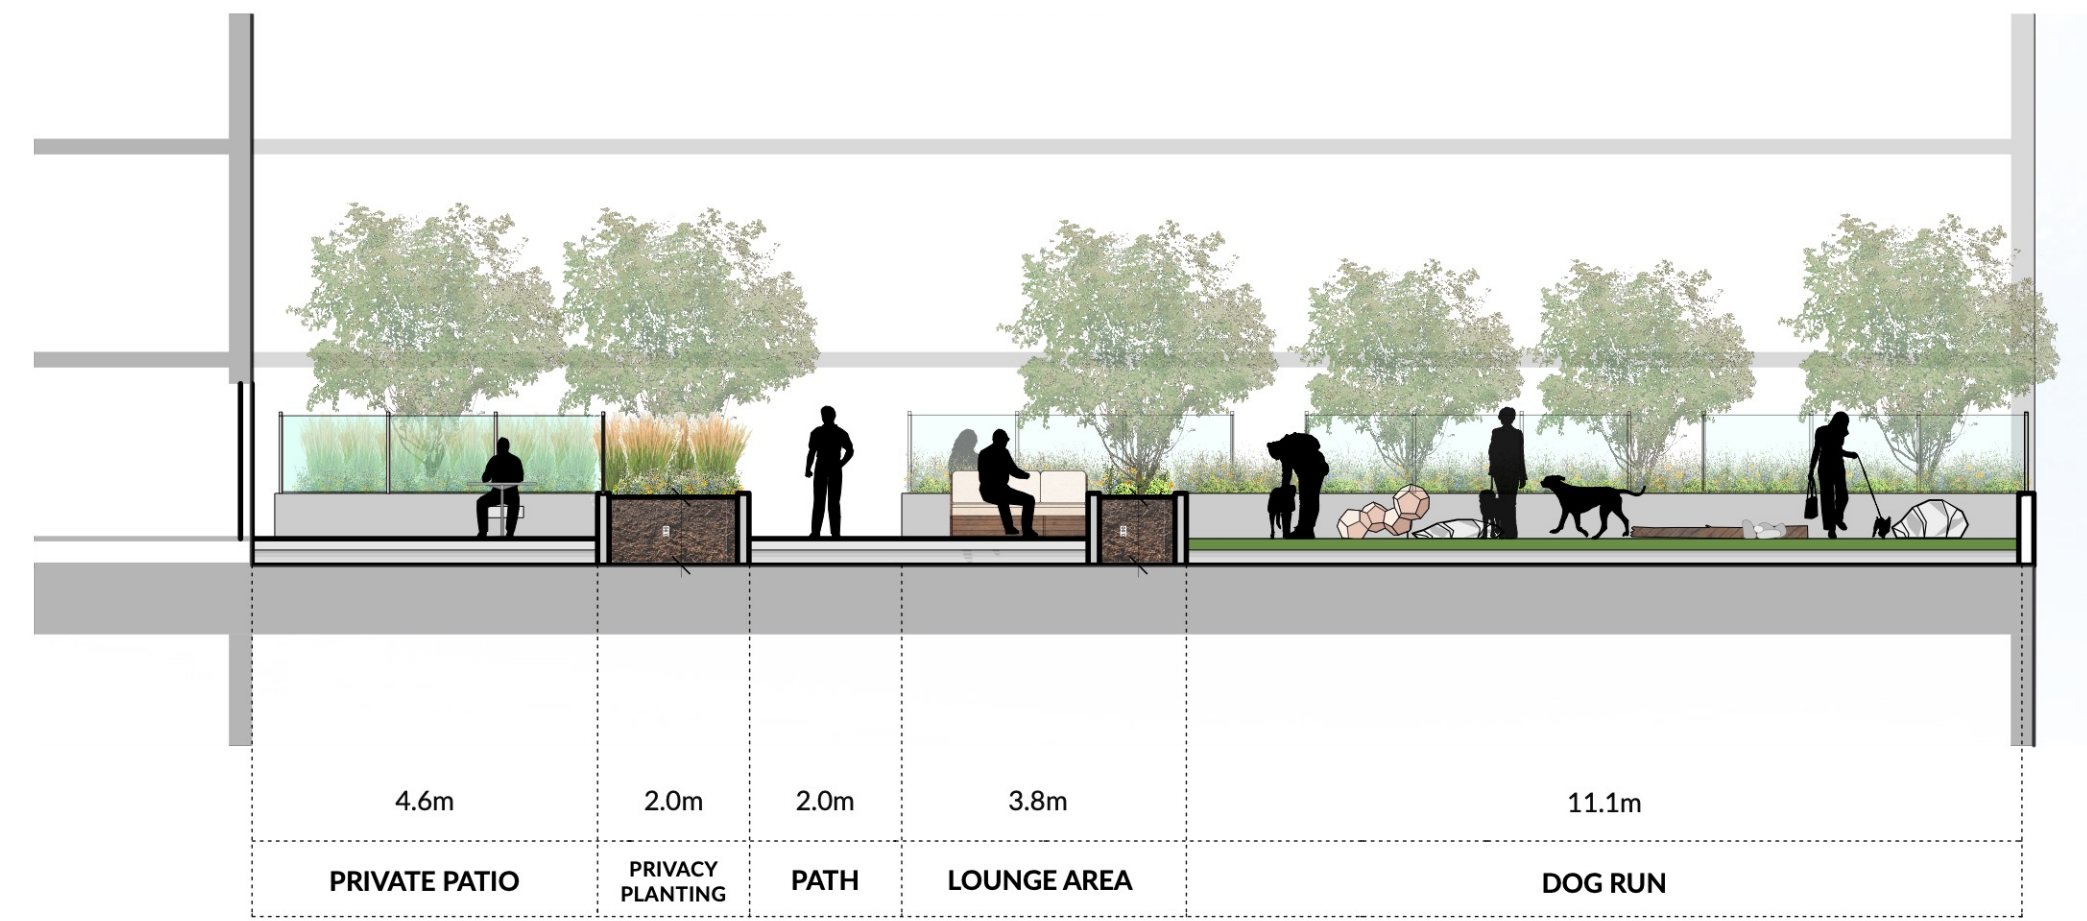 4.6m
2.0m
2.0m
3.8m
11.1m
PRIVATE PATIO
PRIVACY
PLANTING
PATH
LOUNGE AREA
DOG RUN